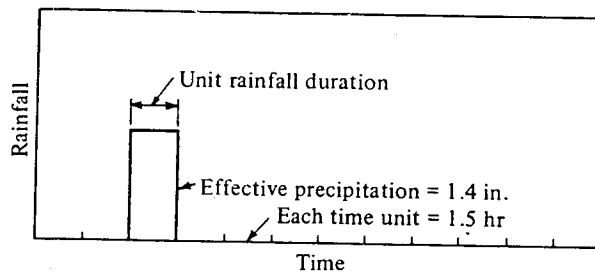 Unit rainfall duration
Rainfall
Effective precipitation = 1.4 in.
Each time unit = 1.5 hr
Time